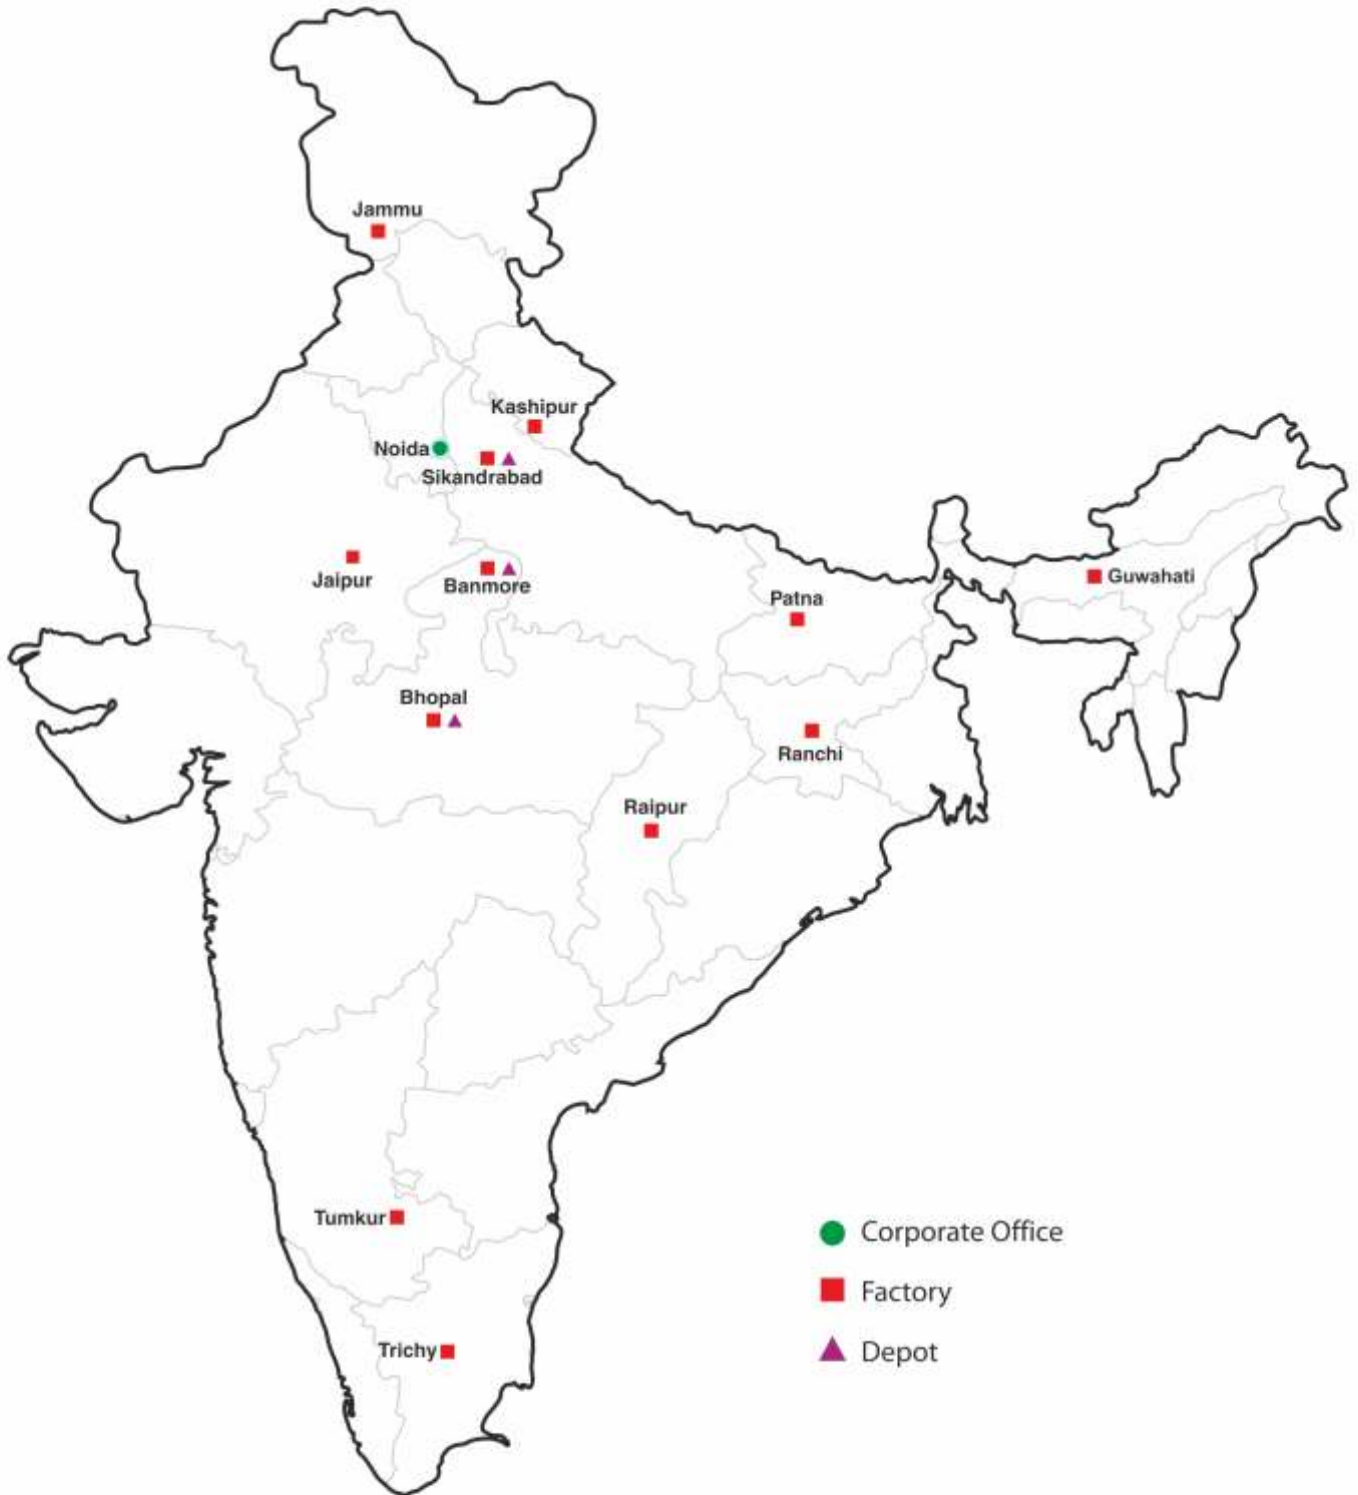 Jammu
Kashipur
Noida
Sikandrabad
Jaipur
Banmore
Guwahati
Patna
Bhopal
Ranchi
Raipur
Tumkur
Trichy
Corporate Office
Factory
Depot